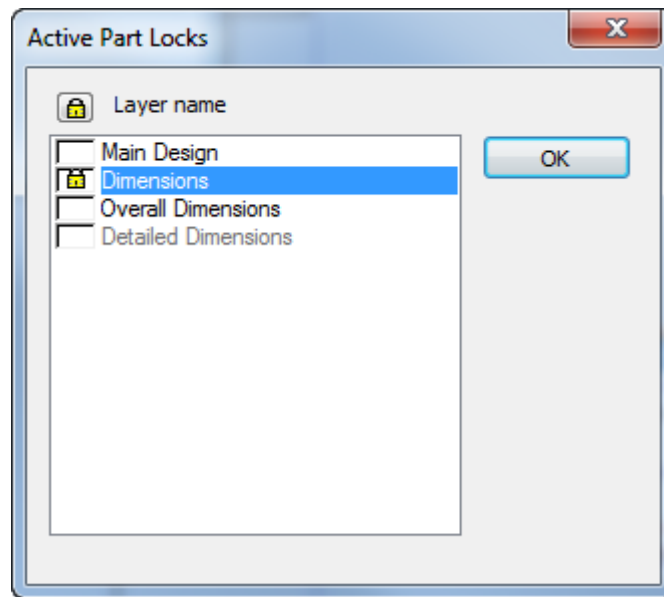 Active Part Locks
Layer name
Main Design
OK
Dimensions
Overall Dimensions
Detailed Dimensions